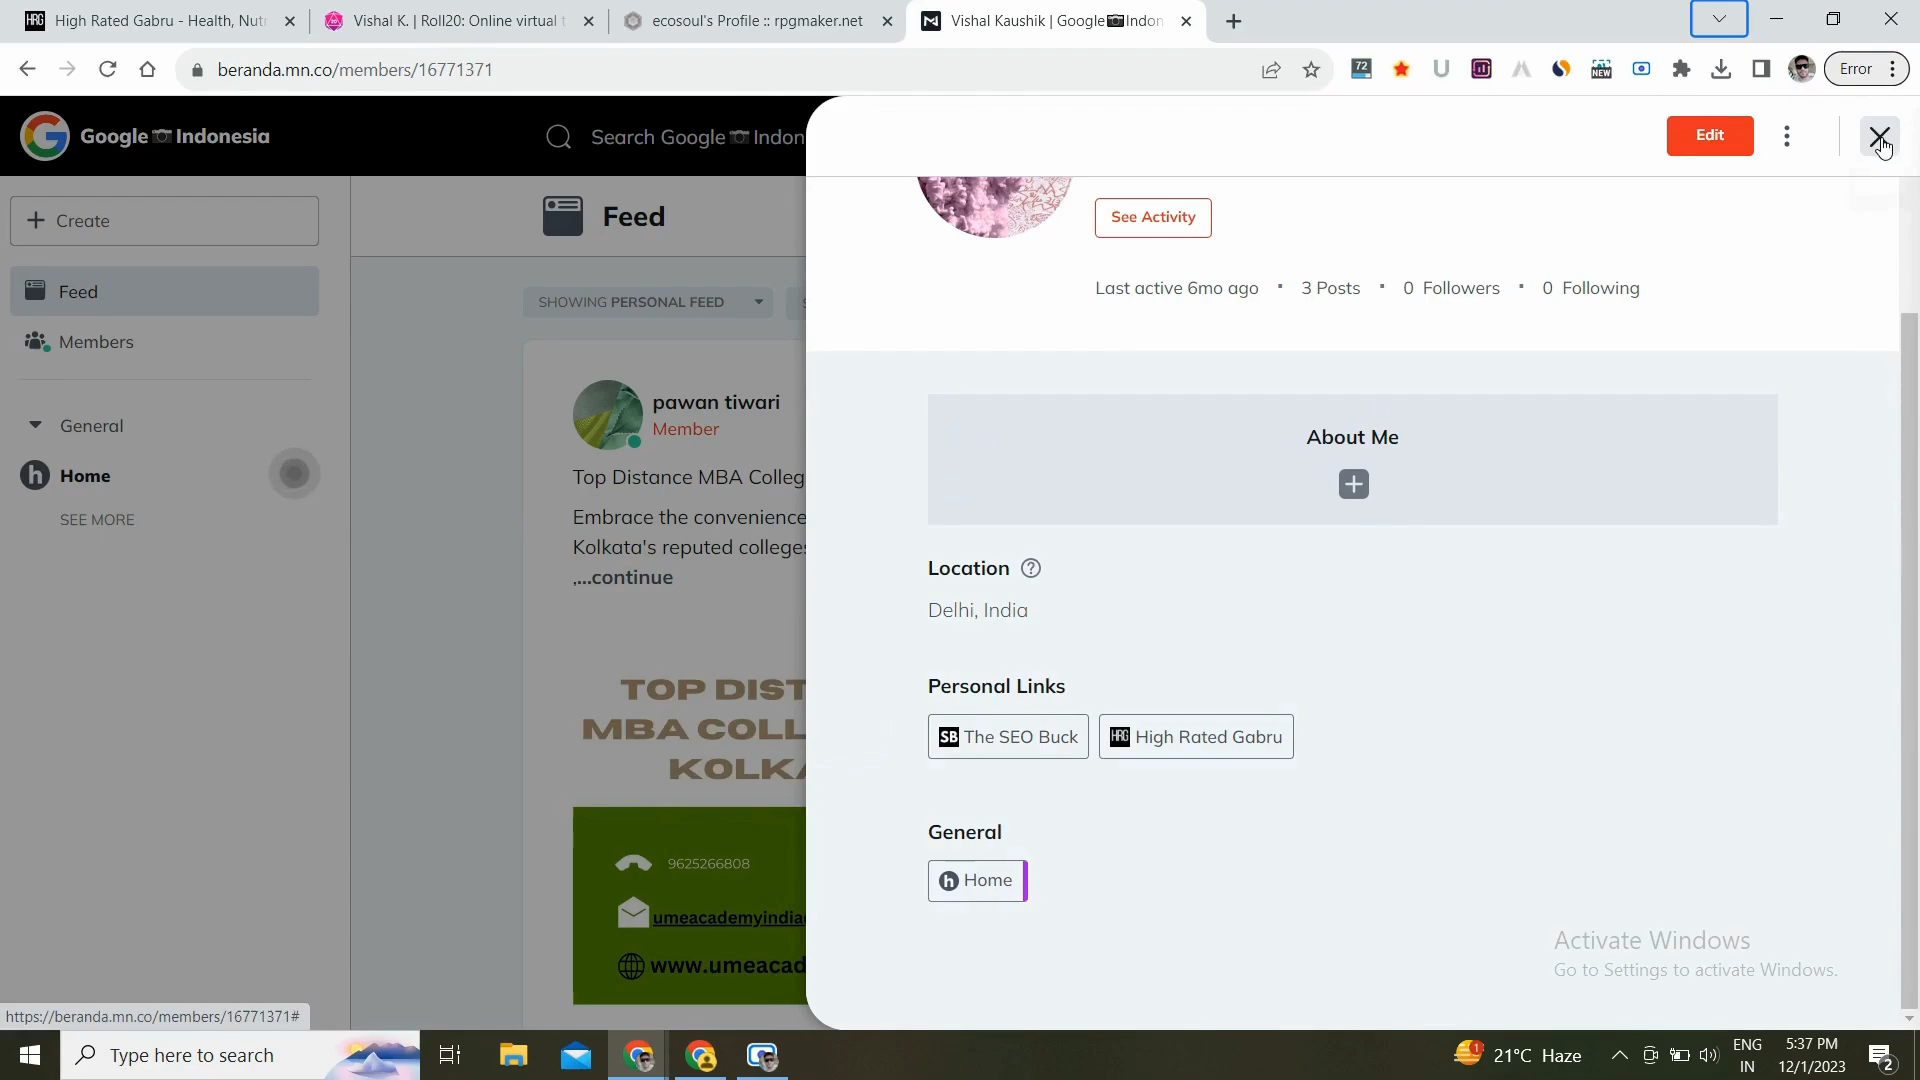 High Rated Gabru - Health, Nut
Vishal K. | Roll20: Online virtual t
ecosoul's Profile :: rpgmaker.net
Vishal Kaushik | Google📷Indon
beranda.mn.co/members/16771371
72
NEW
Error
Google📷Indonesia
Search Google📷Indon
Edit
Create
Feed
Members
General
Home
SEE MORE
Feed
SHOWING PERSONAL FEED
pawan tiwari
Member
Top Distance MBA Colleg
Embrace the convenience
Kolkata's reputed colleges
,...continue
TOP DIST
MBA COLL
KOLKA
9625266808
umeacademyindia
www.umeacad
See Activity
Last active 6mo ago · 3 Posts · 0 Followers · 0 Following
About Me
Location
Delhi, India
Personal Links
SB The SEO Buck
HRG High Rated Gabru
General
h Home
Activate Windows
Go to Settings to activate Windows.
https://beranda.mn.co/members/16771371#
Type here to search
1
21°C Haze
ENG
IN
5:37 PM
12/1/2023
2